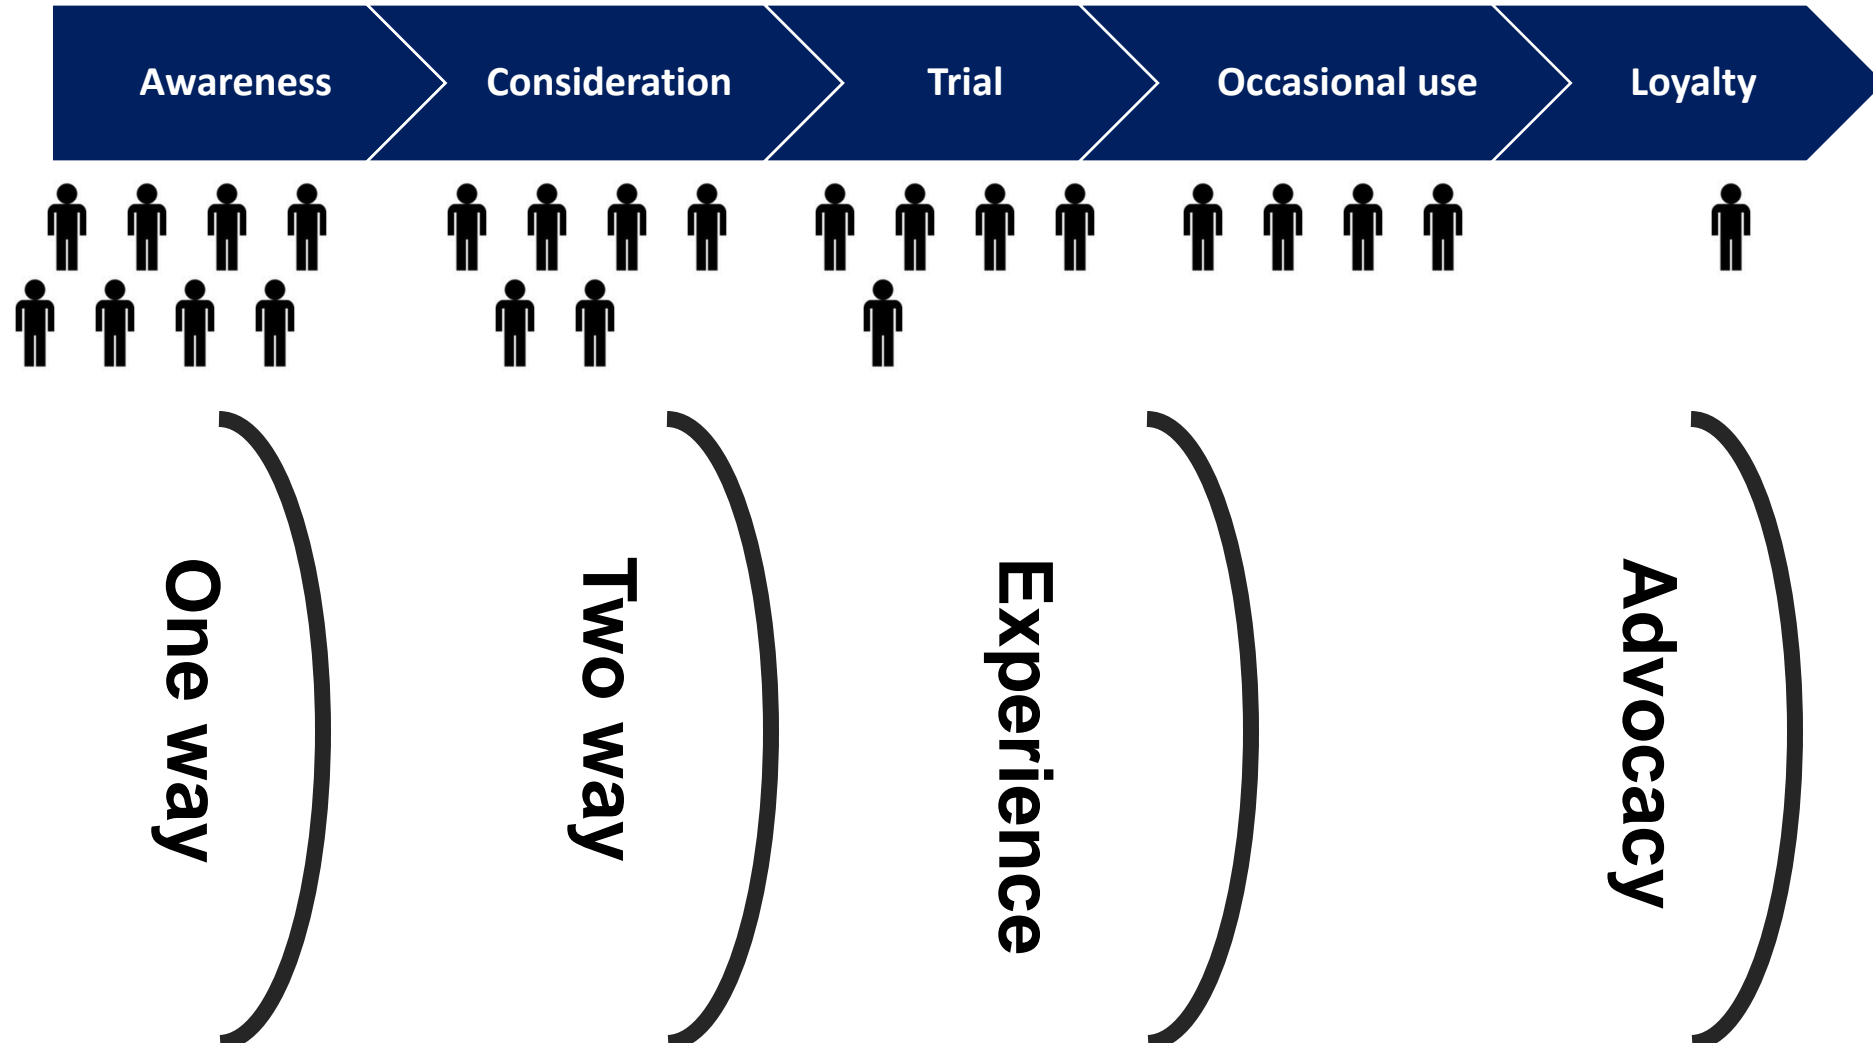 Awareness
Consideration
Trial
Occasional use
Loyalty
One way
Two way
Experience
Advocacy